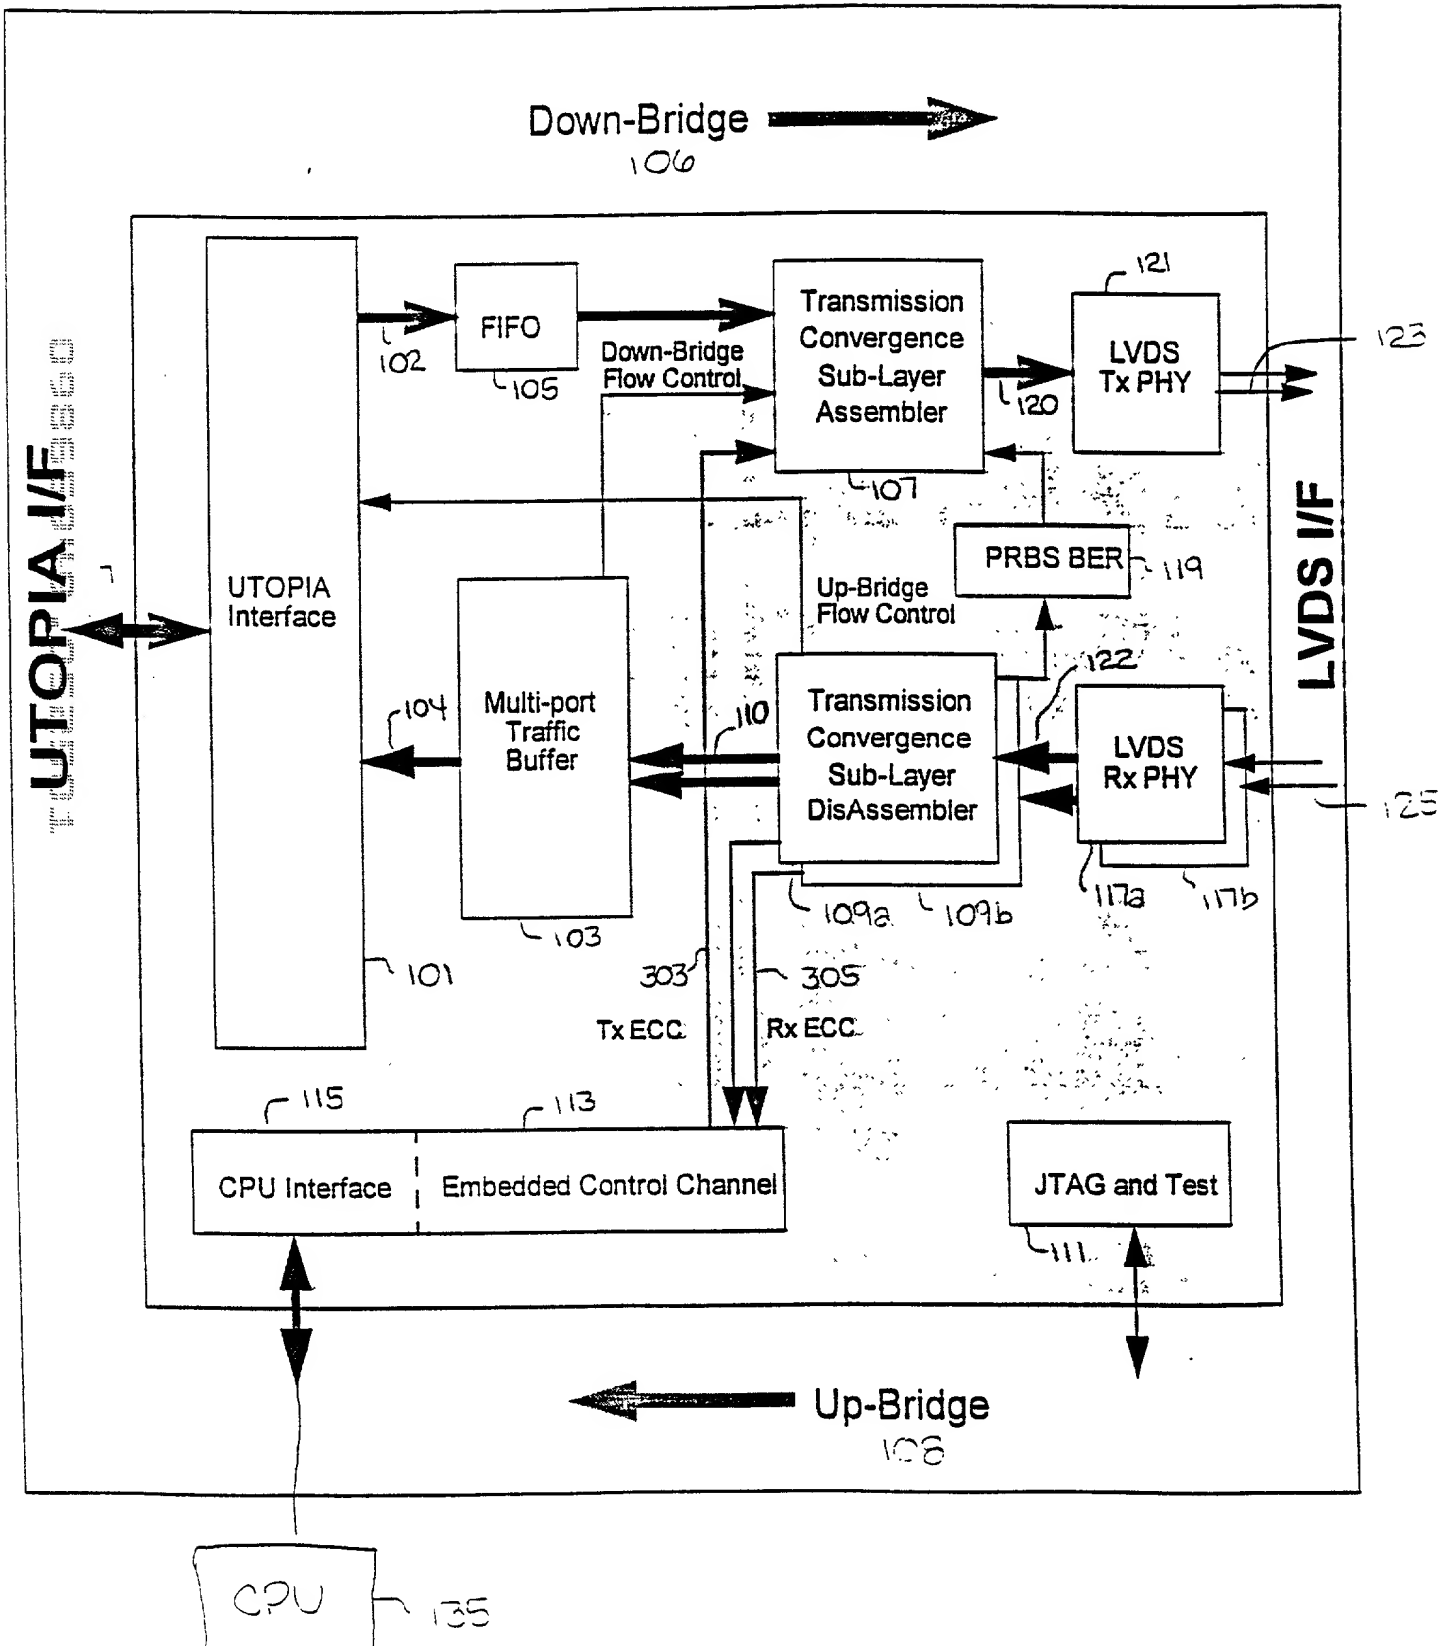 Down-Bridge
106
UTOPIA I/F
LVDS I/F
UTOPIA
Interface
101
102
FIFO
105
Down-Bridge
Flow Control
Transmission
Convergence
Sub-Layer
Assembler
107
120
121
LVDS
Tx PHY
123
PRBS BER
119
Up-Bridge
Flow Control
104
Multi-port
Traffic
Buffer
103
110
Transmission
Convergence
Sub-Layer
DisAssembler
109a
109b
122
LVDS
Rx PHY
117a
117b
125
303
305
Tx ECC
Rx ECC
115
113
CPU Interface
Embedded Control Channel
JTAG and Test
111
Up-Bridge
108
CPU
135